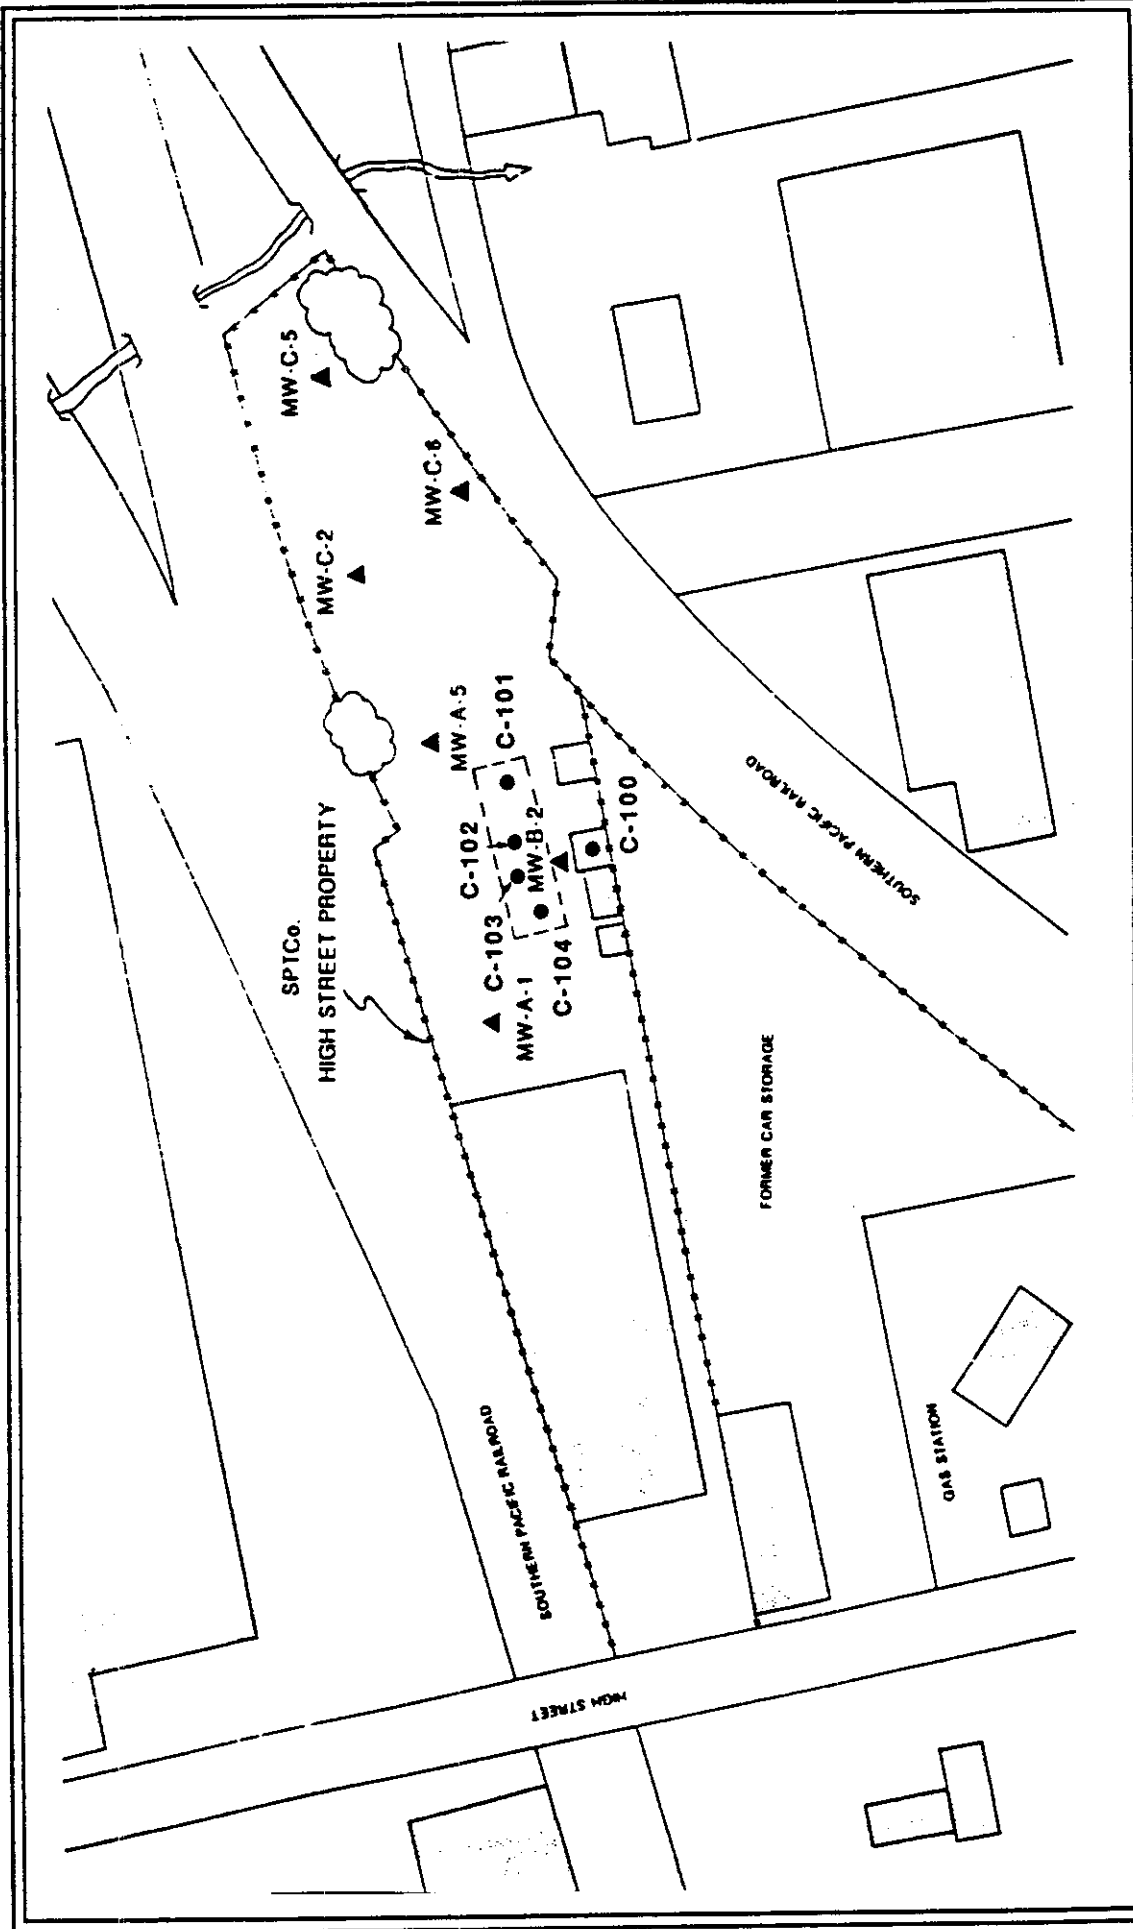 MW-C-5
MW-C-6
MW-C-2
MW-A-5
C-101
C-102
MW-B-2
C-100
C-103
C-104
MW-A-1
SPTCo.
HIGH STREET PROPERTY
SOUTHERN PACIFIC RAILROAD
FORMER CAR STORAGE
SOUTHERN PACIFIC RAILROAD
GAS STATION
HIGH STREET